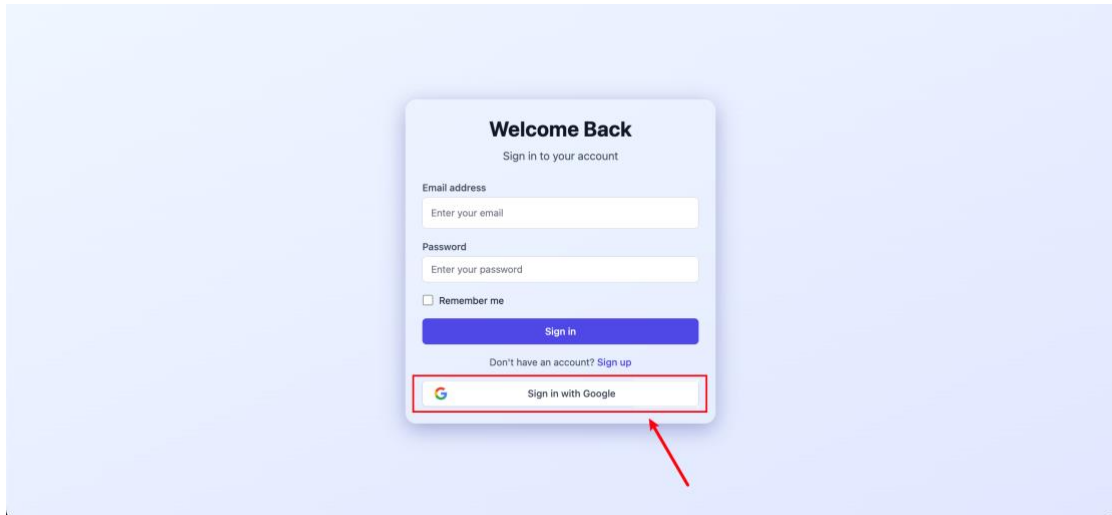 Welcome Back
Sign in to your account
Email address
Enter your email
Password
Enter your password
Remember me
Sign in
Don't have an account? Sign up
Sign in with Google